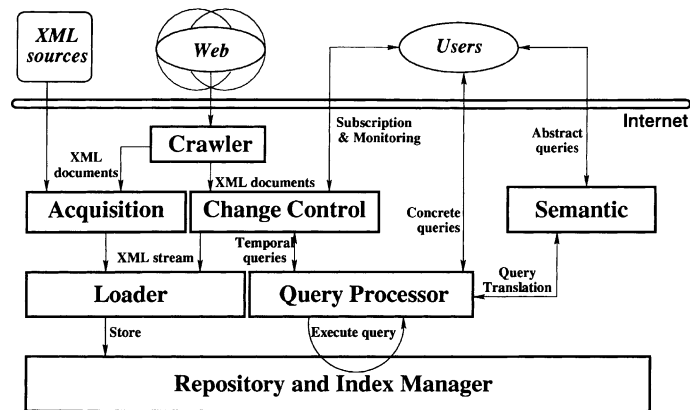 XML
sources
Web
Users
Internet
Subscription
& Monitoring
Abstract
queries
Crawler
XML
documents
XML documents
Acquisition
Change Control
Concrete
queries
Semantic
XML stream
Temporal
queries
Query
Translation
Loader
Query Processor
Store
Execute query
Repository and Index Manager